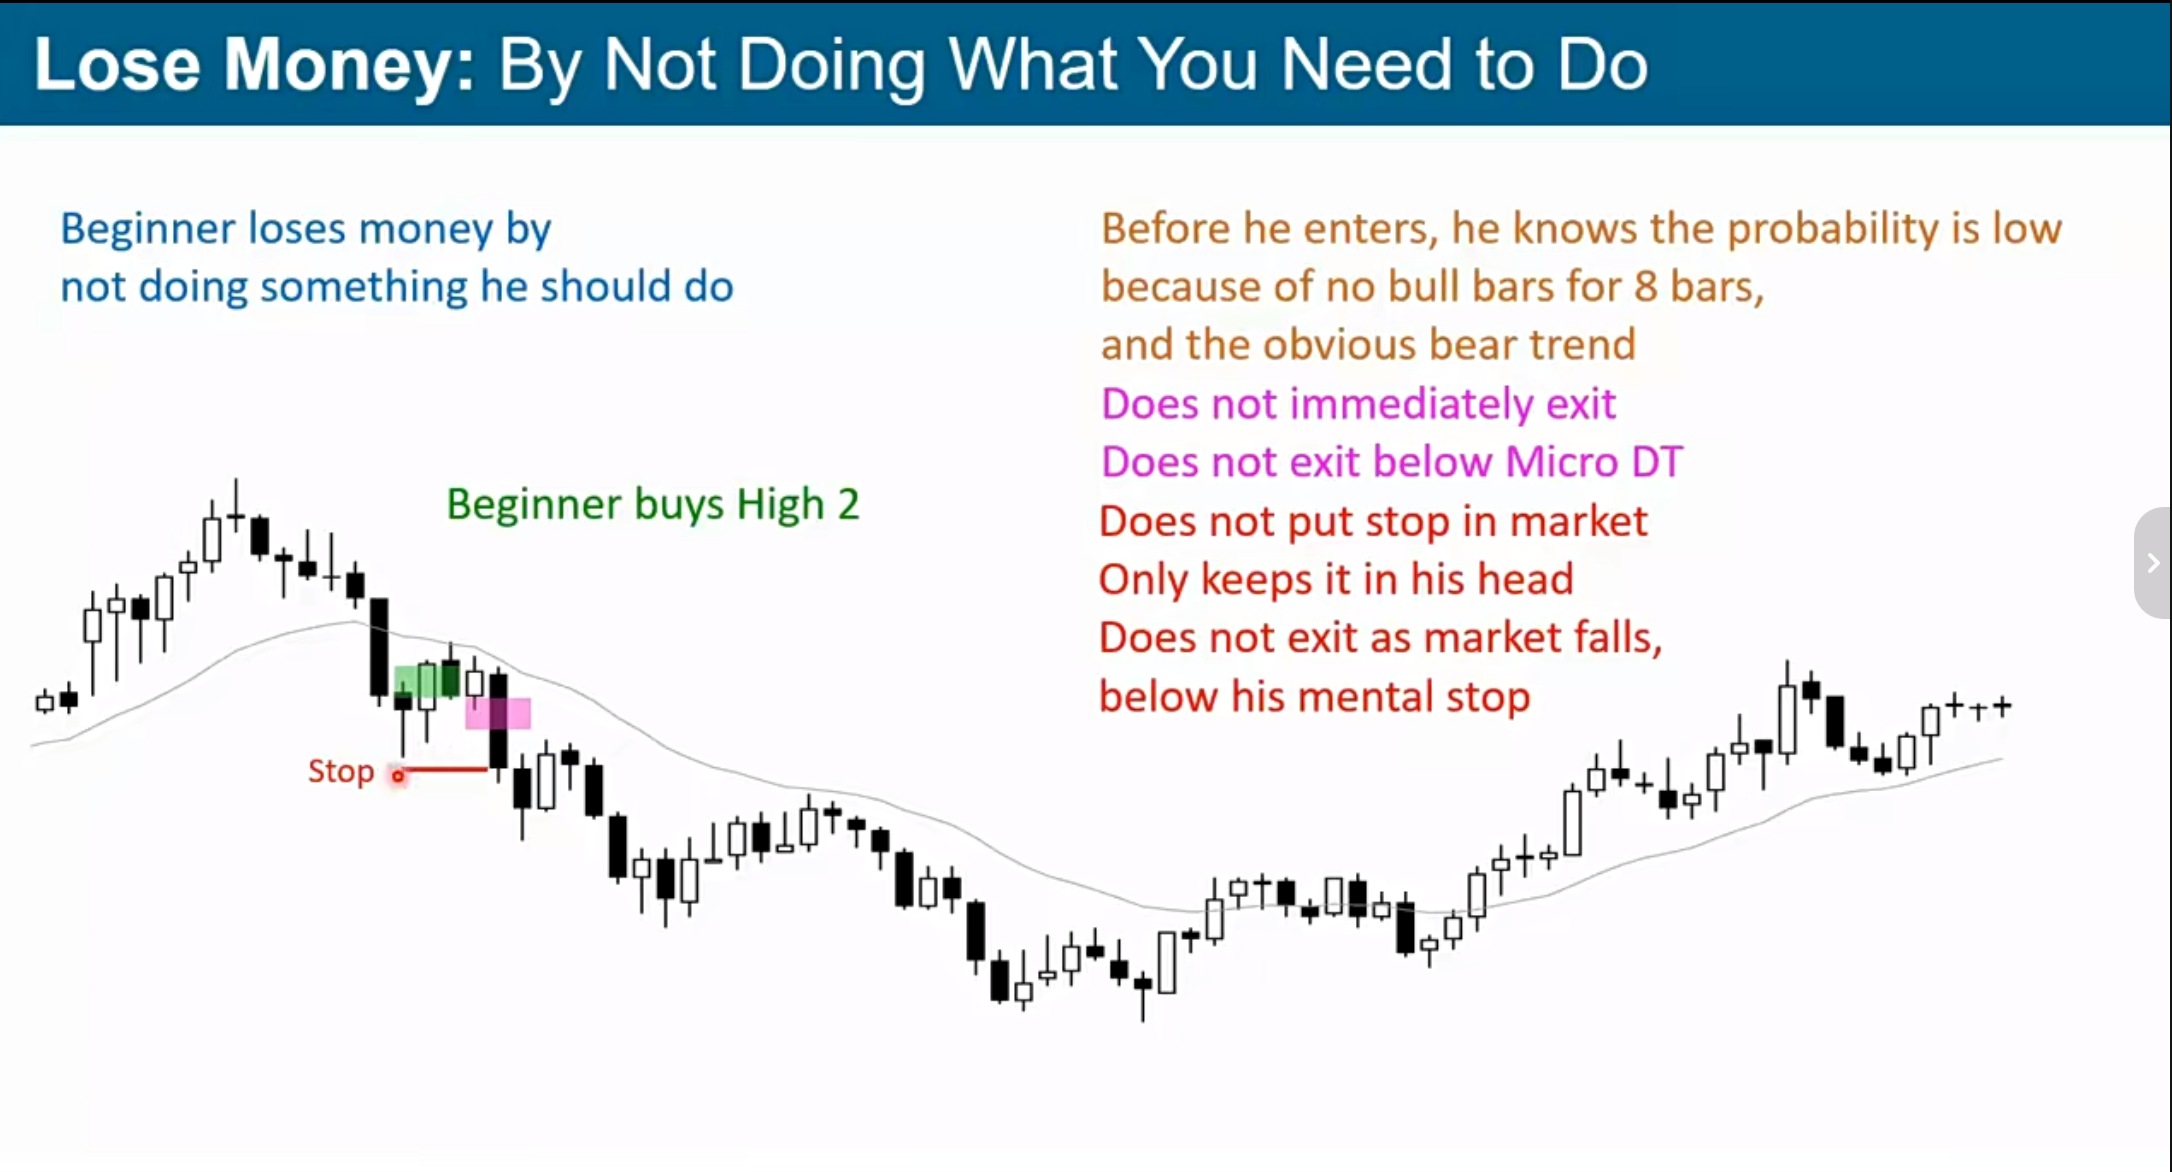 Lose Money: By Not Doing What You Need to Do
Beginner loses money by
not doing something he should do
Before he enters, he knows the probability is low
because of no bull bars for 8 bars,
and the obvious bear trend
Does not immediately exit
Does not exit below Micro DT
Does not put stop in market
Only keeps it in his head
Does not exit as market falls,
below his mental stop
Beginner buys High 2
Stop